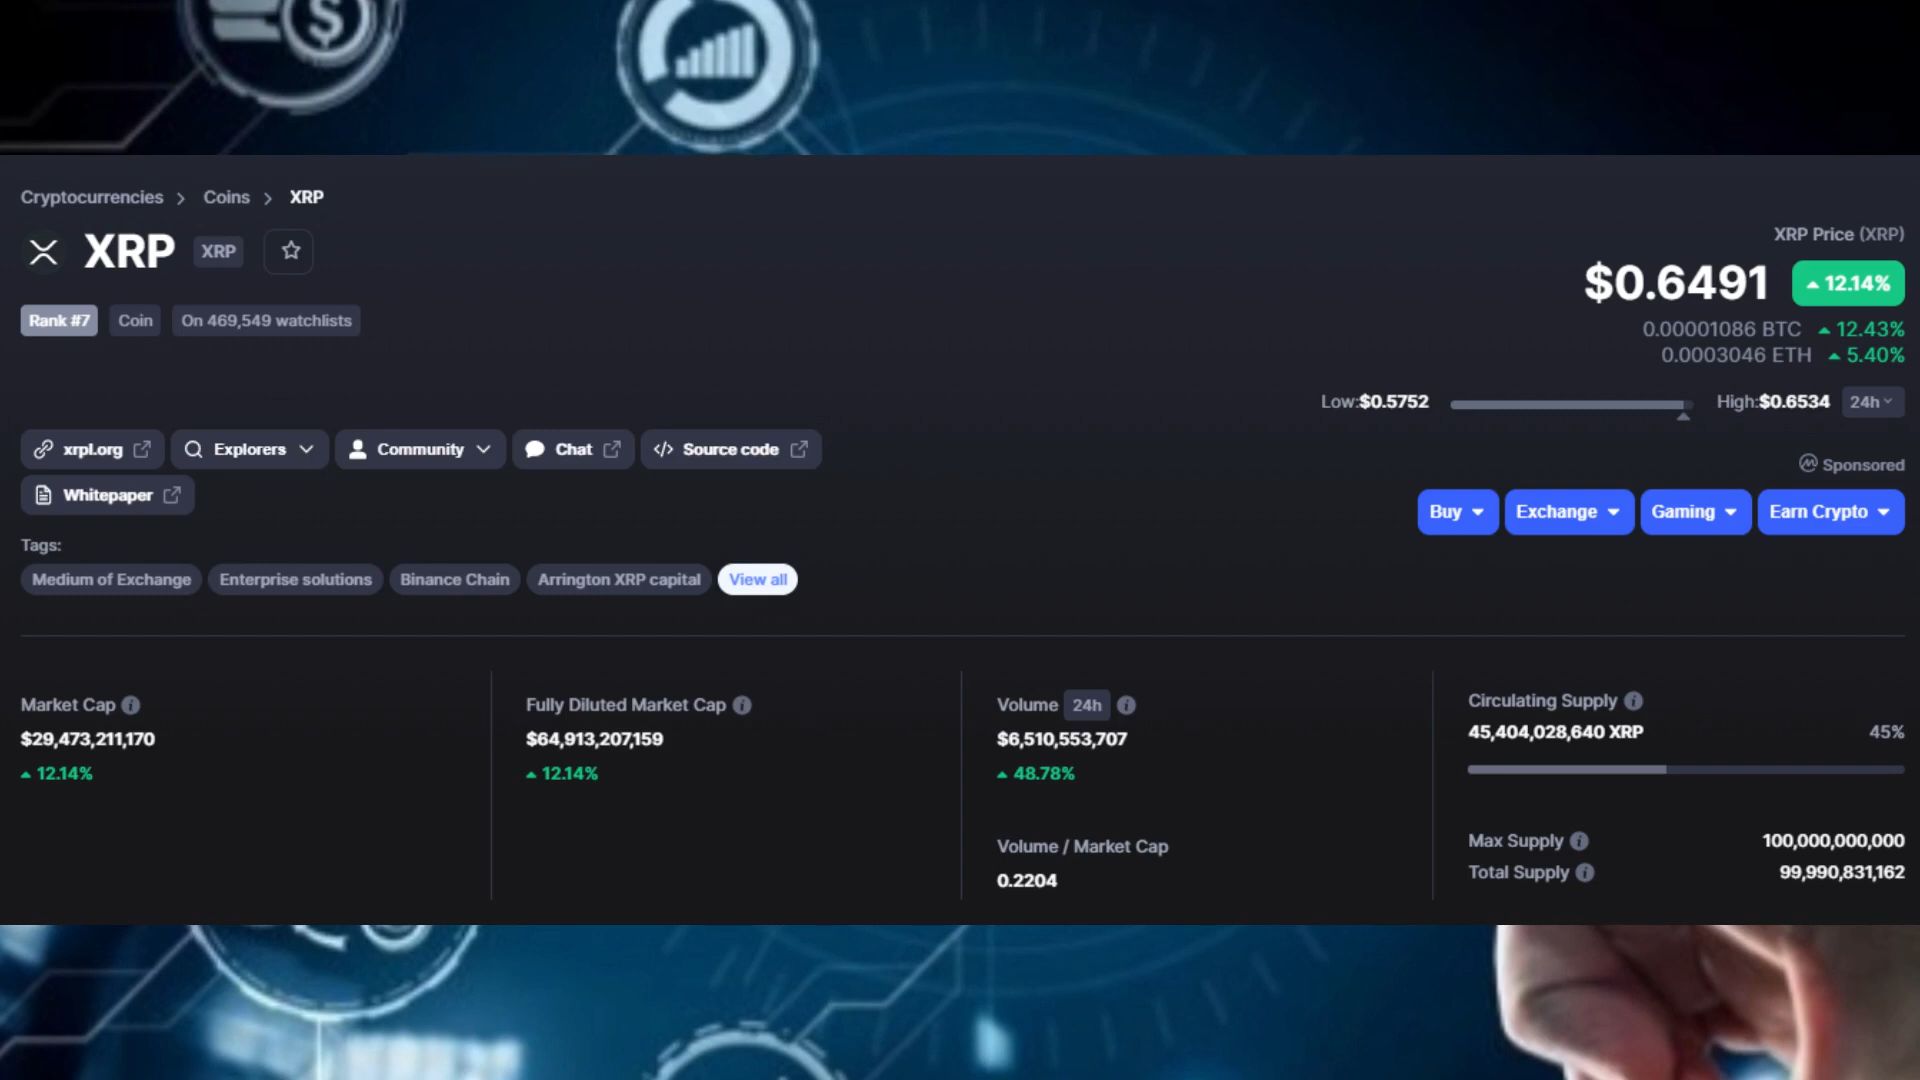 Cryptocurrencies > Coins > XRP
XRP XRP
Rank #7 Coin On 469,549 watchlists
XRP Price (XRP)
$0.6491 12.14%
0.00001086 BTC 12.43%
0.0003046 ETH 5.40%
Low:$0.5752 High:$0.6534 24h
xrpl.org Explorers Community Chat </> Source code
Whitepaper
Sponsored
Buy Exchange Gaming Earn Crypto
Tags:
Medium of Exchange Enterprise solutions Binance Chain Arrington XRP capital View all
Market Cap
$29,473,211,170
12.14%
Fully Diluted Market Cap
$64,913,207,159
12.14%
Volume 24h
$6,510,553,707
48.78%
Volume / Market Cap
0.2204
Circulating Supply
45,404,028,640 XRP 45%
Max Supply 100,000,000,000
Total Supply 99,990,831,162